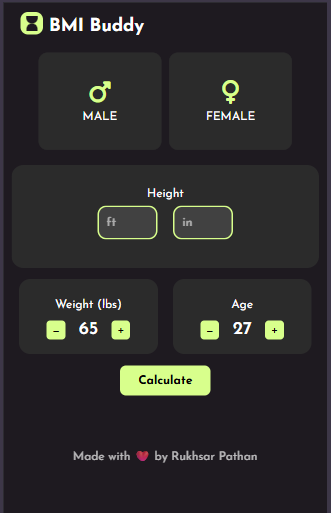 BMI Buddy
MALE FEMALE
Height
ft in
Weight (lbs) Age
– 65 + – 27 +
Calculate
Made with 💗 by Rukhsar Pathan